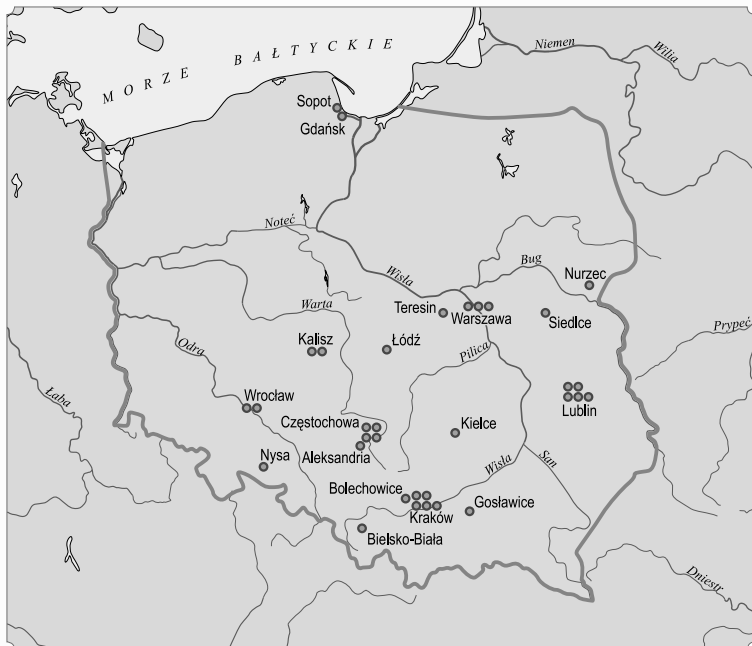 Niemen
Wilia
MORZE BAŁTYCKIE
Sopot
Gdańsk
Noteć
Wisła
Bug
Nurzec
Warta
Teresin
Warszawa
Siedlce
Prypeć
Odra
Kalisz
Łódź
Pilica
Łaba
Wrocław
Lublin
Częstochowa
Kielce
Aleksandria
Nysa
Wisła
San
Bolechowice
Kraków
Gosławice
Bielsko-Biała
Dniestr